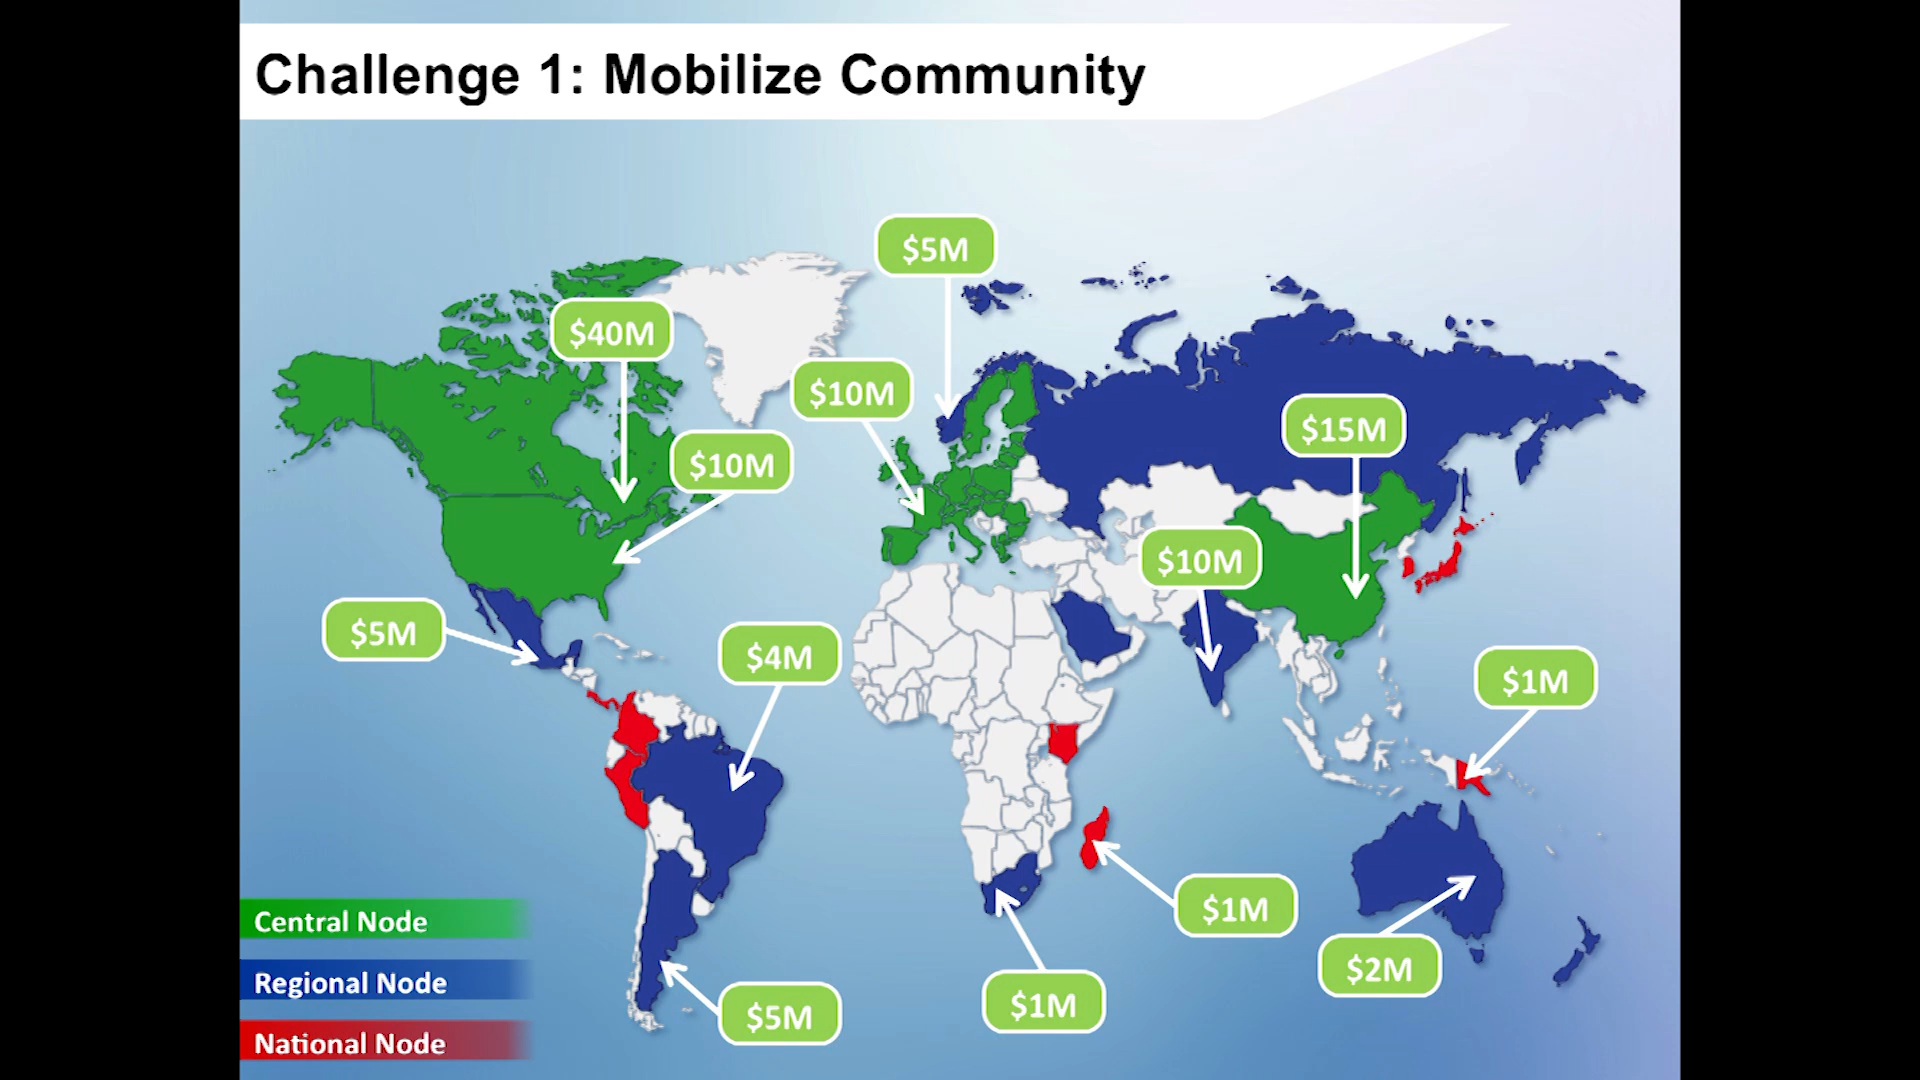 Challenge 1: Mobilize Community
$5M
$40M
$10M
$10M
$15M
$10M
$5M
$4M
$1M
$1M
$2M
$1M
$5M
Central Node
Regional Node
National Node